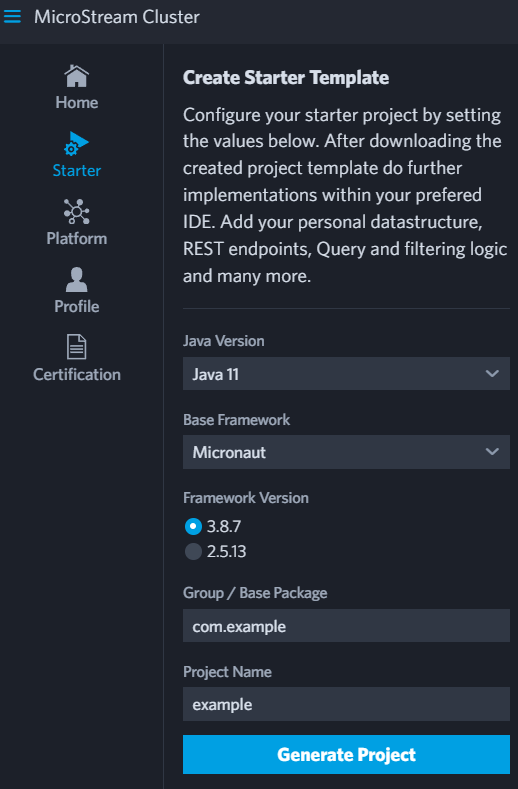 MicroStream Cluster
Home
Starter
Platform
Profile
Certification
Create Starter Template
Configure your starter project by setting
the values below. After downloading the
created project template do further
implementations within your prefered
IDE. Add your personal datastructure,
REST endpoints, Query and filtering logic
and many more.
Java Version
Java 11
Base Framework
Micronaut
Framework Version
3.8.7
2.5.13
Group / Base Package
com.example
Project Name
example
Generate Project